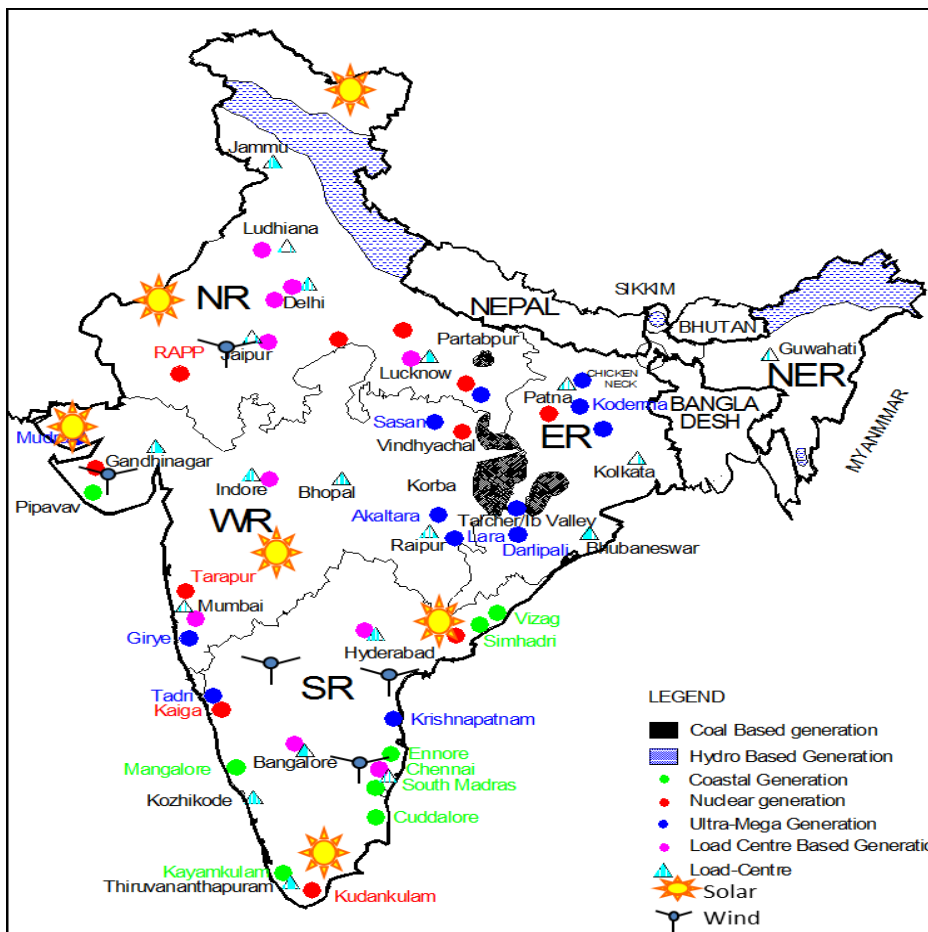 Jammu
Ludhiana
NR
Delhi
SIKKIM
NEPAL
BHUTAN
RAPP
Jaipur
Partabpur
Lucknow
Guwahati
NER
CHICKEN
NECK
Patna
Koderma
BANGLA
DESH
MYANMMAR
Sasan
Vindhyachal
ER
Gandhinagar
Kolkata
Pipavav
Indore
Bhopal
Korba
WR
Akaltara
Talcher/Ib Valley
Raipur
Lara
Darlipali
Bhubaneswar
Tarapur
Mumbai
Girye
Vizag
Simhadri
Hyderabad
SR
Tadri
Kaiga
Krishnapatnam
Bangalore
Ennore
Chennai
South Madras
Mangalore
Kozhikode
Cuddalore
Kayamkulam
Thiruvananthapuram
Kudankulam
LEGEND
Coal Based generation
Hydro Based Generation
Coastal Generation
Nuclear generation
Ultra-Mega Generation
Load Centre Based Generatio
Load-Centre
Solar
Wind